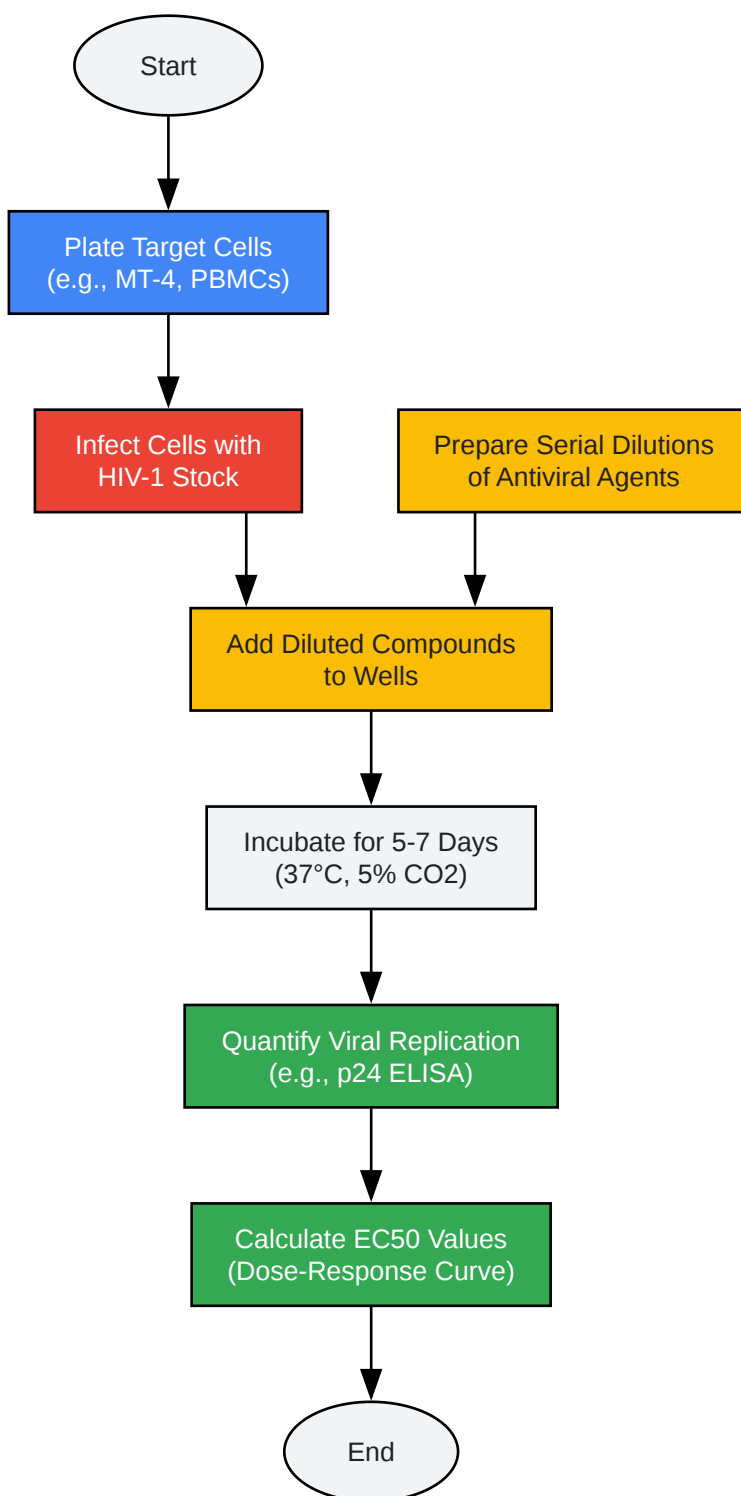 Start
Plate Target Cells
(e.g., MT-4, PBMCs)
Infect Cells with
HIV-1 Stock
Prepare Serial Dilutions
of Antiviral Agents
Add Diluted Compounds
to Wells
Incubate for 5-7 Days
(37°C, 5% CO2)
Quantify Viral Replication
(e.g., p24 ELISA)
Calculate EC50 Values
(Dose-Response Curve)
End